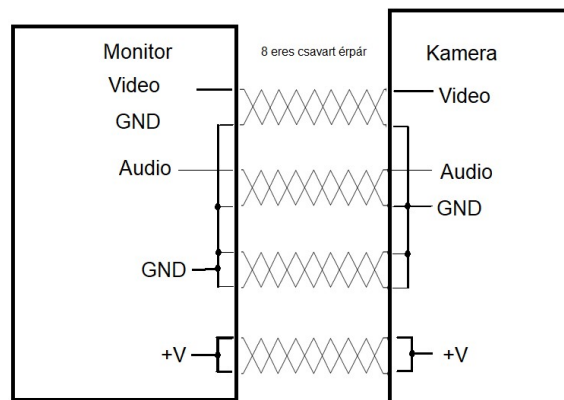 Monitor
8 eres csavart érpár
Kamera
Video
Video
GND
Audio
Audio
GND
GND
+V
+V